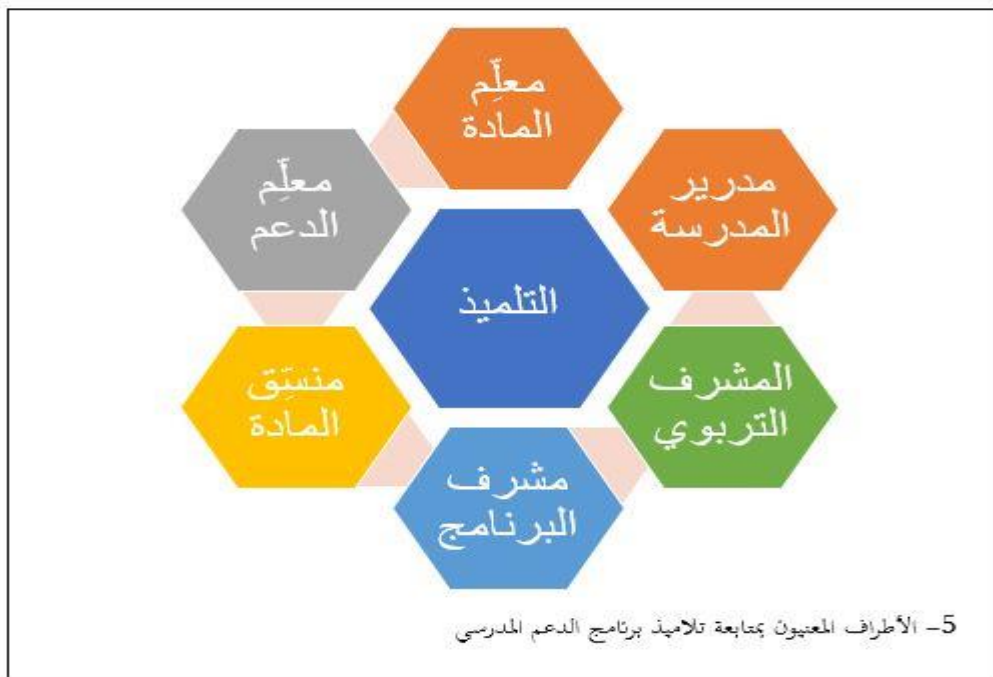 معلِّم
المادة
مدرير
المدرسة
معلِّم
الدعم
التلميذ
المشرف
التربوي
منسِّق
المادة
مشرف
البرنامج
5– الأطراف المعنيون بمتابعة تلاميذ برنامج الدعم المدرسي